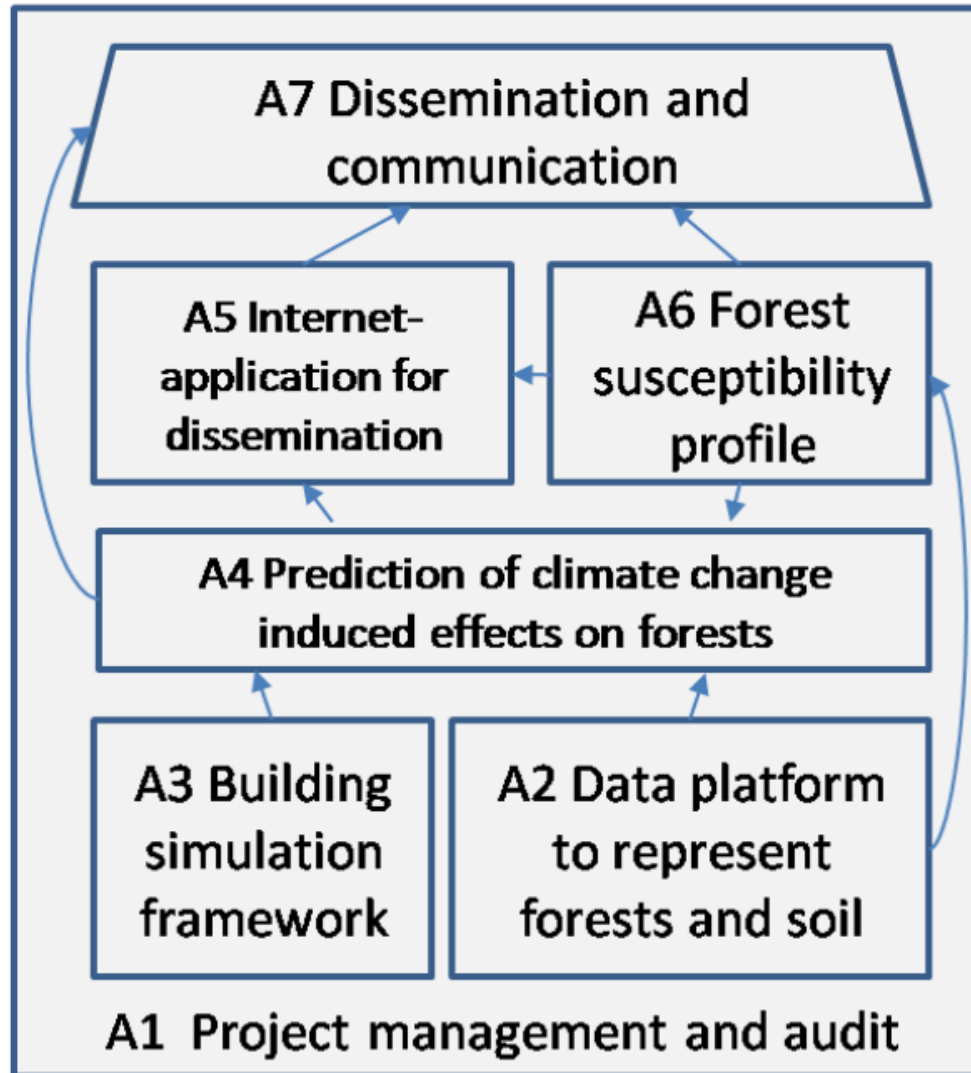 A7 Dissemination and
communication
A5 Internet-
application for
dissemination
A6 Forest
susceptibility
profile
A4 Prediction of climate change
induced effects on forests
A3 Building
simulation
framework
A2 Data platform
to represent
forests and soil
A1 Project management and audit